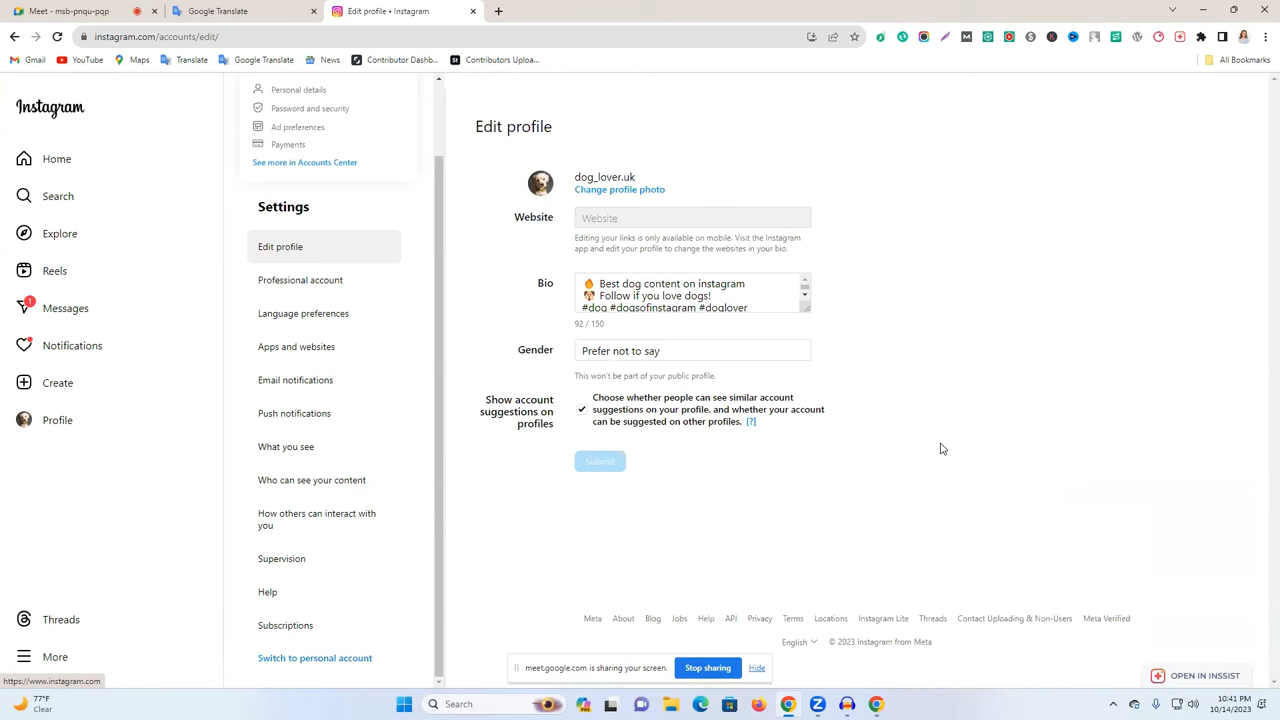 Meet - msb-pnqu-pqp
Google Translate
Edit profile • Instagram
instagram.com/accounts/edit/
Gmail
YouPtube
Maps
Translate
Google Translate
News
Contributor Dashb...
Contributors Uploa...
All Bookmarks
Instagram
Home
Search
Explore
Reels
1
Messages
Notifications
Create
Profile
Threads
More
https://www.instagram.com
Personal details
Password and security
Ad preferences
Payments
See more in Accounts Center
Settings
Edit profile
Professional account
Language preferences
Apps and websites
Email notifications
Push notifications
What you see
Who can see your content
How others can interact with
you
Supervision
Help
Subscriptions
Switch to personal account
Edit profile
dog_lover.uk
Change profile photo
Website
Website
Editing your links is only available on mobile. Visit the Instagram
app and edit your profile to change the websites in your bio.
Bio
🔥 Best dog content on instagram
🐶 Follow if you love dogs!
#dog #dogsofinstagram #doglover
92 / 150
Gender
Prefer not to say
This won't be part of your public profile.
Show account
suggestions on
profiles
Choose whether people can see similar account
suggestions on your profile, and whether your account
can be suggested on other profiles. [?]
Submit
Meta About Blog Jobs Help API Privacy Terms Locations Instagram Lite Threads Contact Uploading & Non-Users Meta Verified
English © 2023 Instagram from Meta
meet.google.com is sharing your screen.
Stop sharing
Hide
OPEN IN INSSIST
77°F
Clear
Search
10:41 PM
10/14/2023